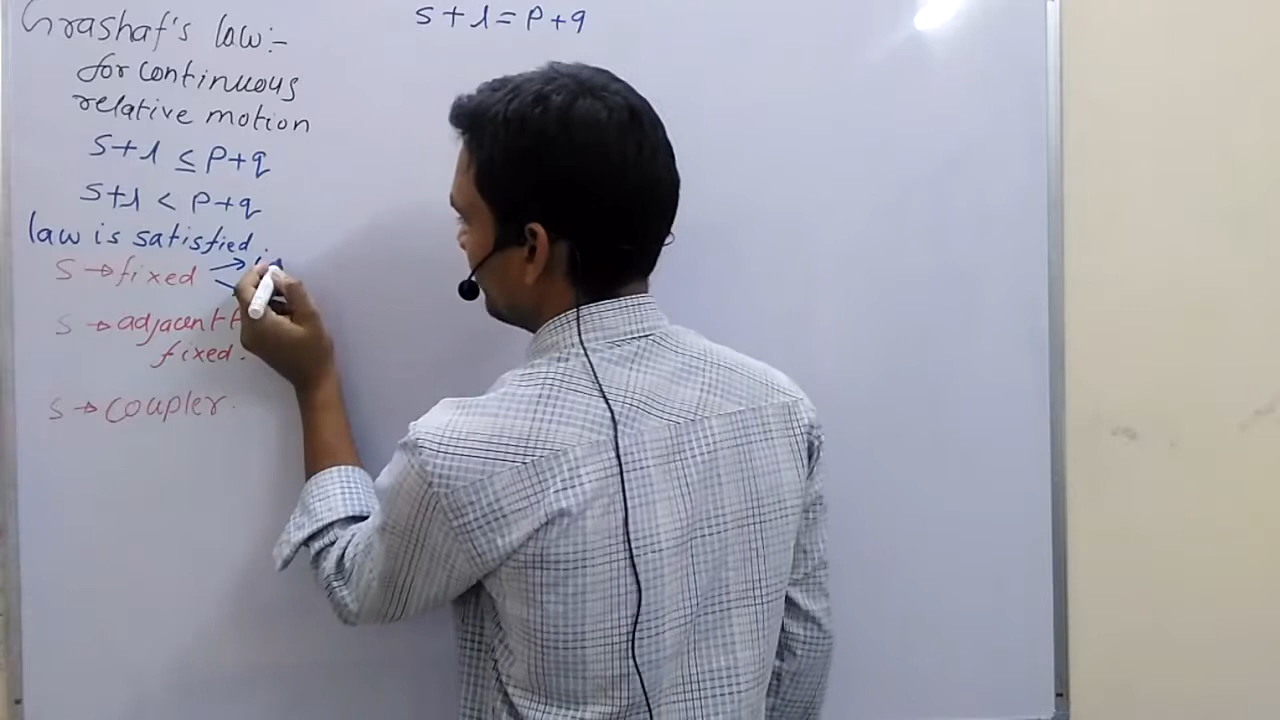 Grashaf's law:-
for continuous
relative motion
s+l ≤ p+q
s+l < p+q
law is satisfied.
s → fixed →
s → adjacent
fixed.
s → coupler.
s+l = p+q